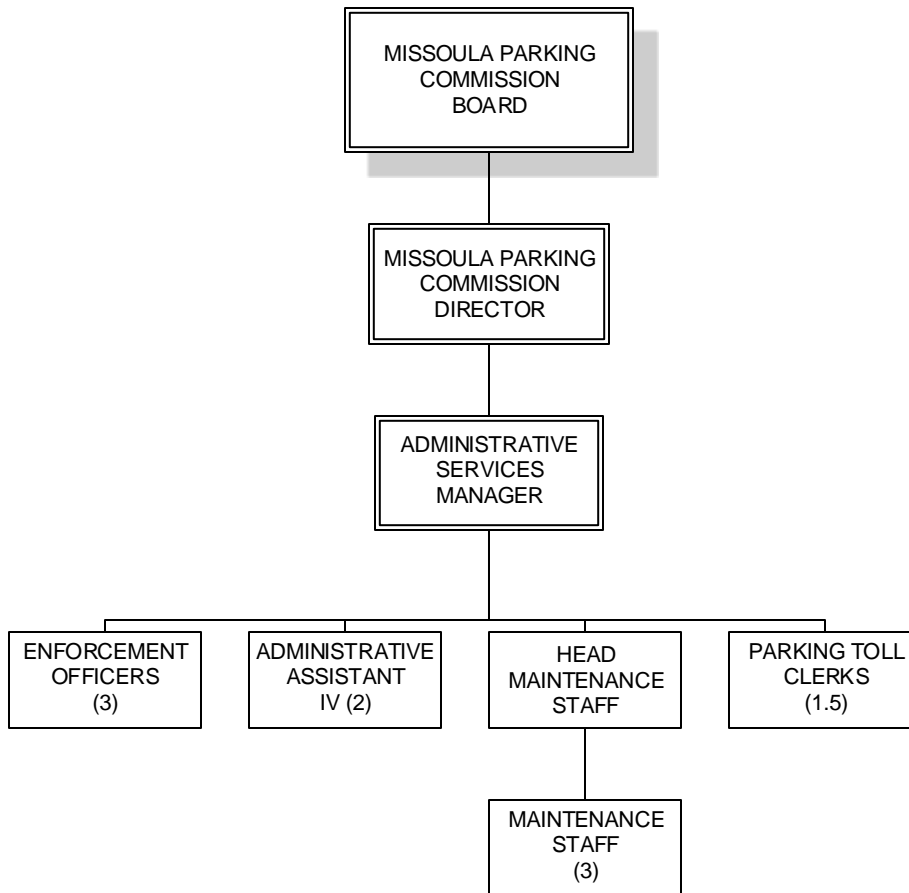 MISSOULA PARKING
COMMISSION
BOARD
MISSOULA PARKING
COMMISSION
DIRECTOR
ADMINISTRATIVE
SERVICES
MANAGER
ENFORCEMENT
OFFICERS
(3)
ADMINISTRATIVE
ASSISTANT
IV (2)
HEAD
MAINTENANCE
STAFF
PARKING TOLL
CLERKS
(1.5)
MAINTENANCE
STAFF
(3)